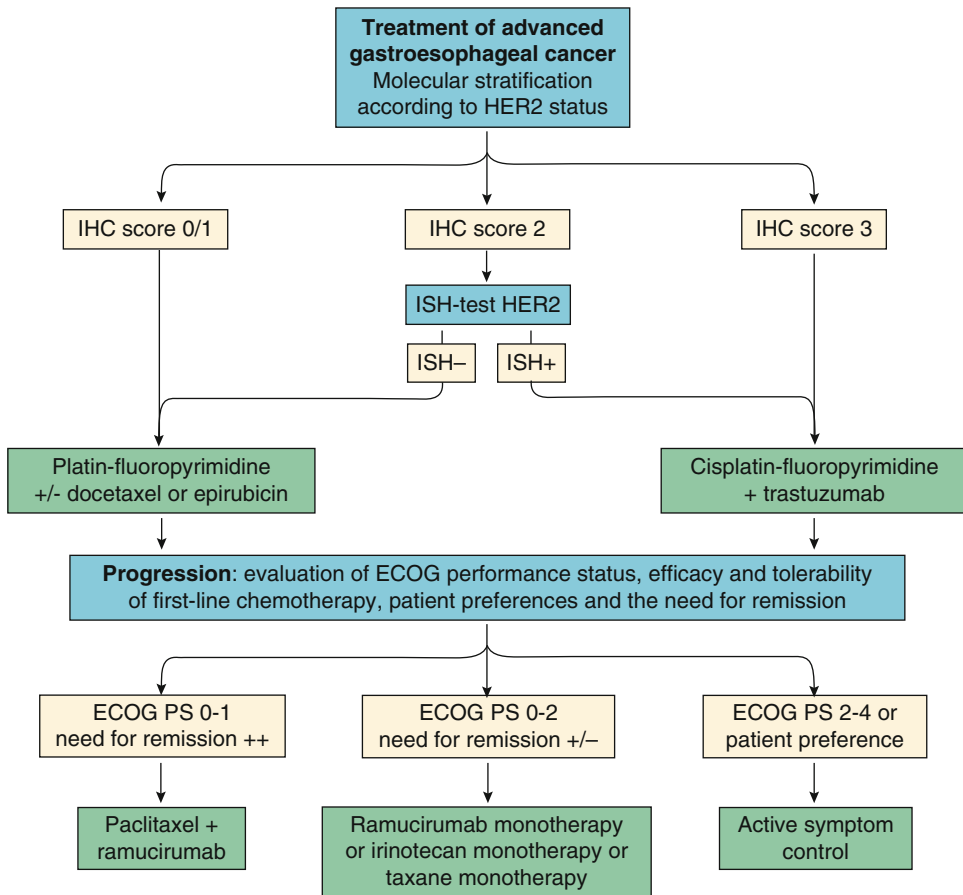 Treatment of advanced
gastroesophageal cancer
Molecular stratification
according to HER2 status
IHC score 0/1
IHC score 2
IHC score 3
ISH-test HER2
ISH–
ISH+
Platin-fluoropyrimidine
+/- docetaxel or epirubicin
Cisplatin-fluoropyrimidine
+ trastuzumab
Progression: evaluation of ECOG performance status, efficacy and tolerability
of first-line chemotherapy, patient preferences and the need for remission
ECOG PS 0-1
need for remission ++
ECOG PS 0-2
need for remission +/–
ECOG PS 2-4 or
patient preference
Paclitaxel +
ramucirumab
Ramucirumab monotherapy
or irinotecan monotherapy or
taxane monotherapy
Active symptom
control